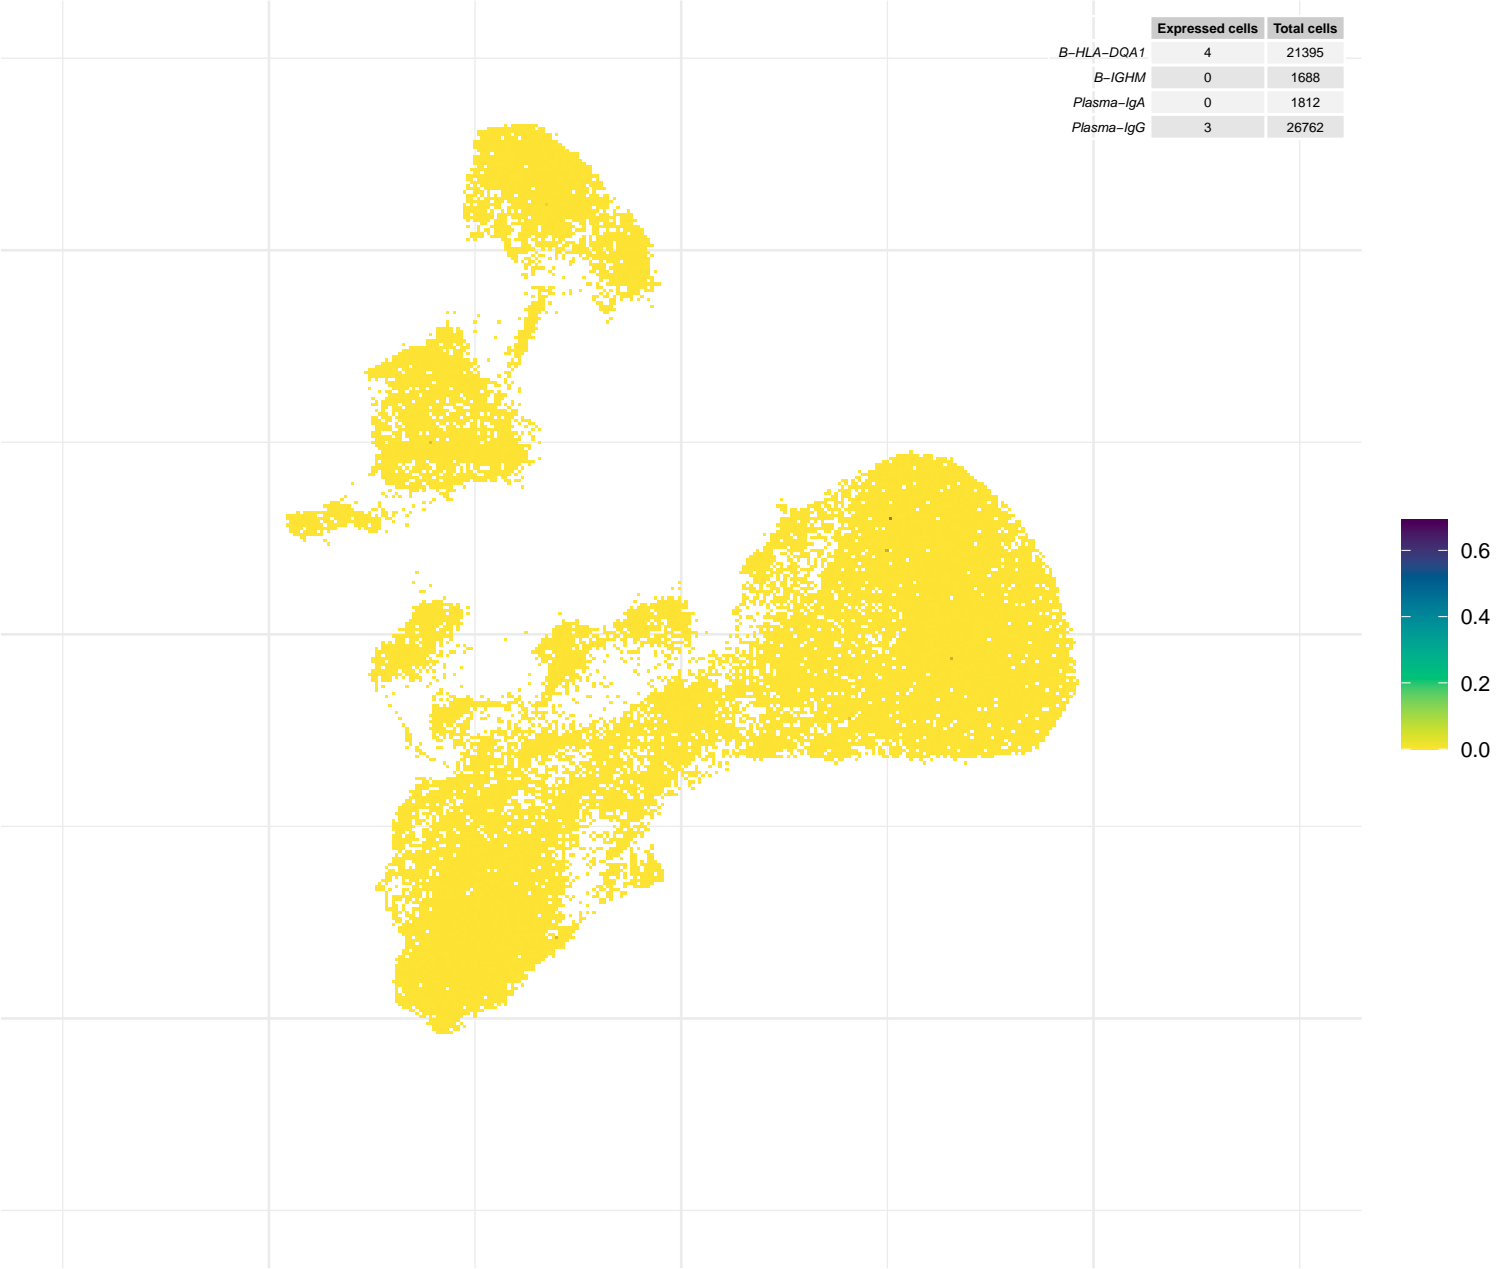 Expressed cells Total cells
B−HLA−DQA1 4 21395
B−IGHM 0 1688
Plasma−IgA 0 1812
Plasma−IgG 3 26762
0.6
0.4
0.2
0.0